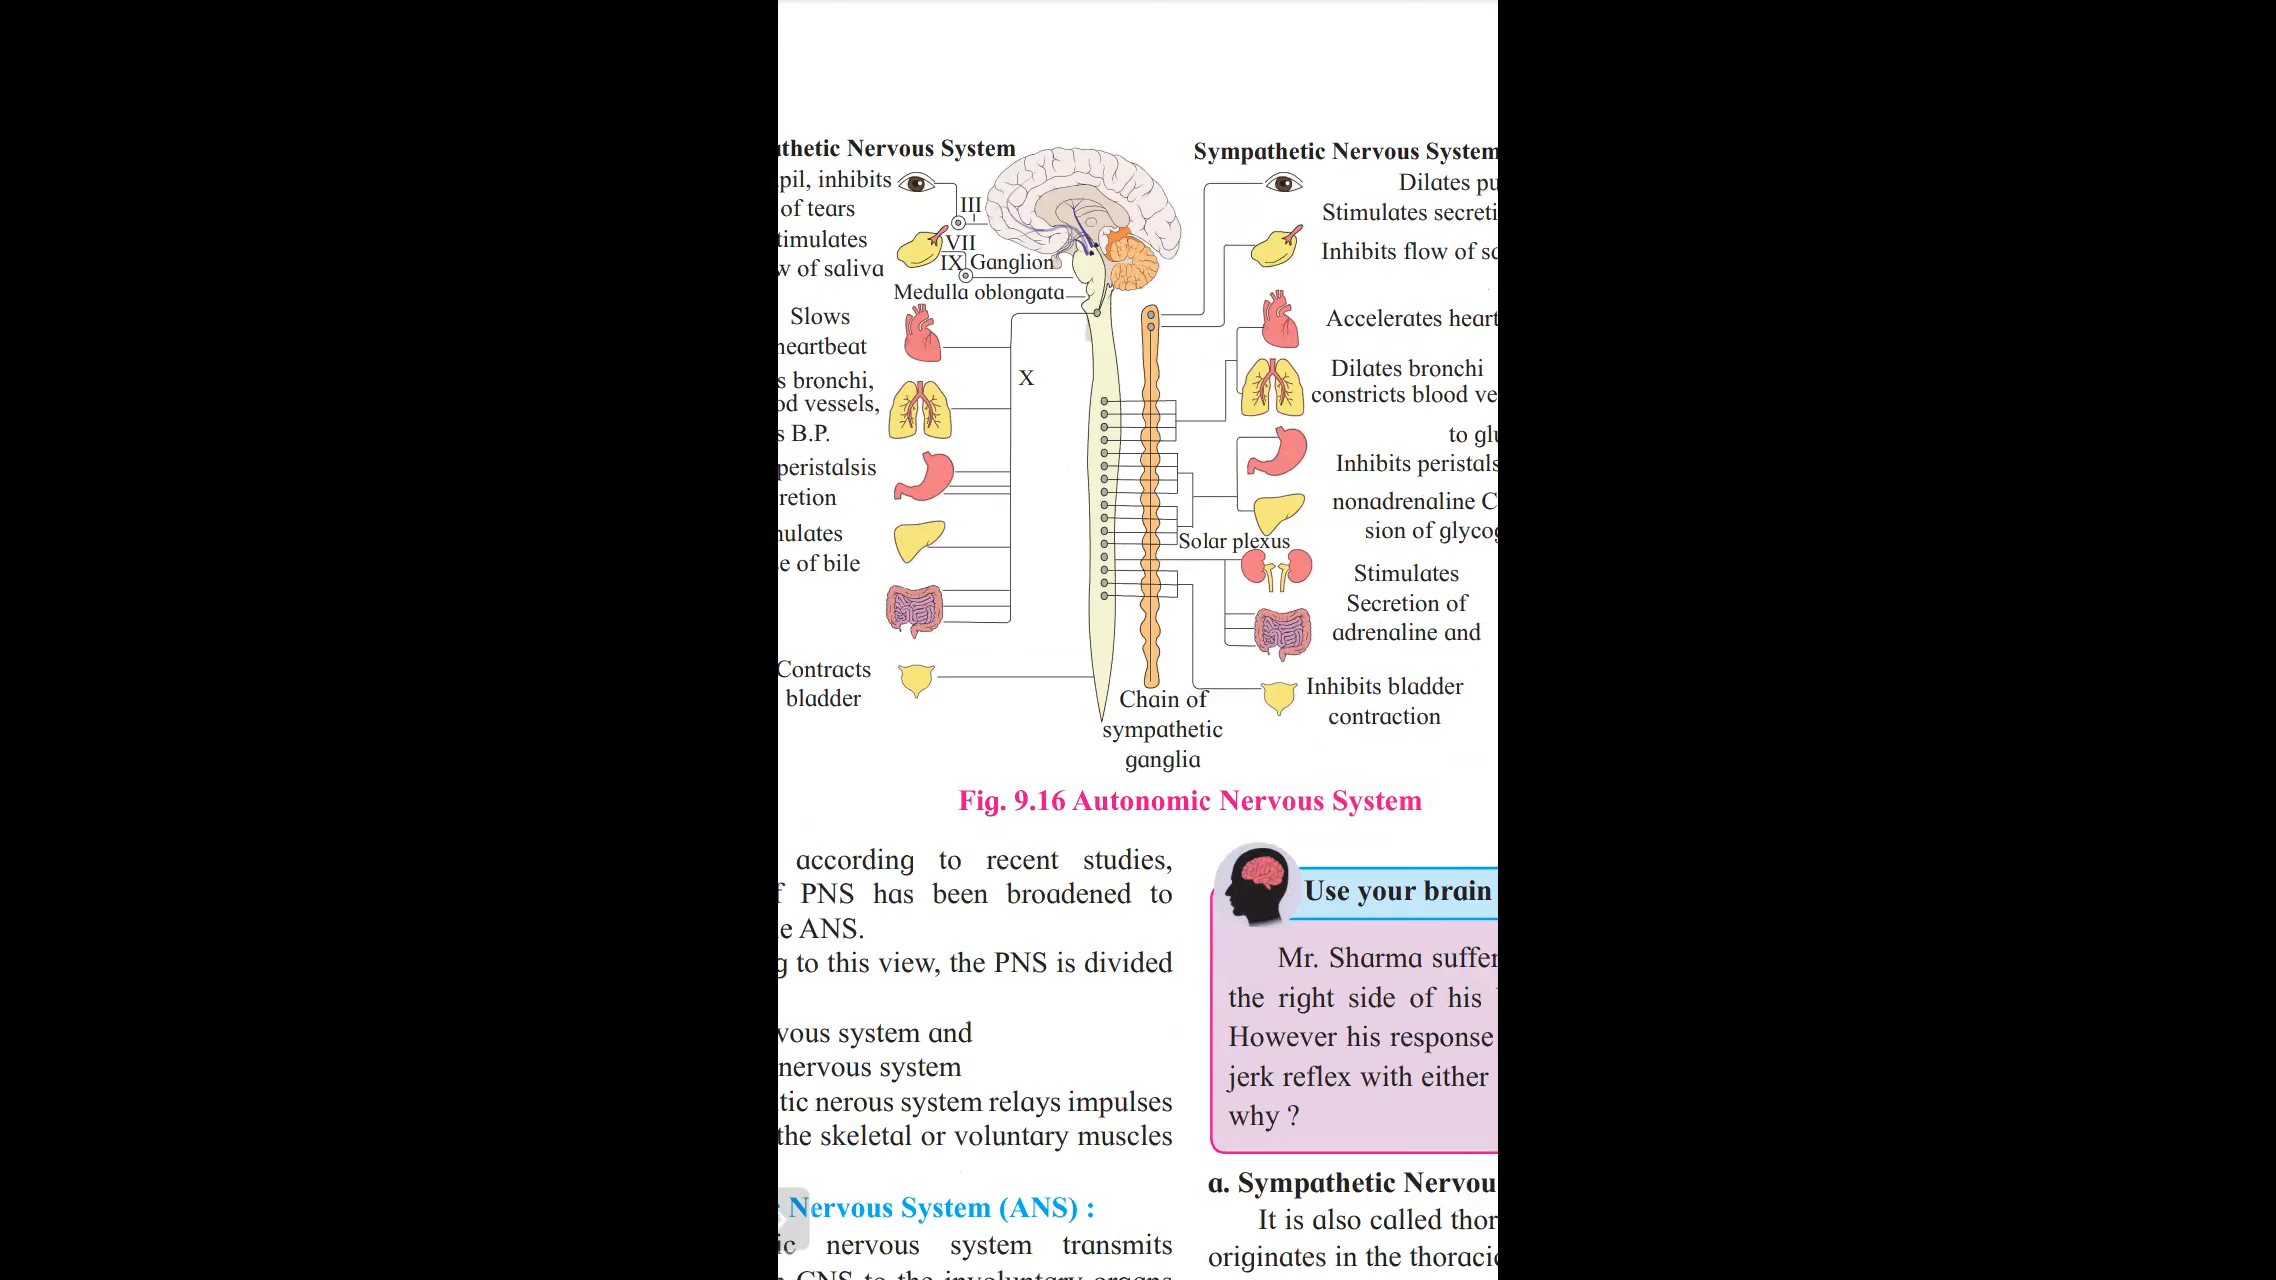 thetic Nervous System
pil, inhibits
of tears
timulates
w of saliva
Slows
heartbeat
s bronchi,
od vessels,
s B.P.
peristalsis
retion
nulates
e of bile
Contracts
bladder
III
VII
IX Ganglion
Medulla oblongata
X
Sympathetic Nervous System
Dilates pu
Stimulates secreti
Inhibits flow of sa
Accelerates heart
Dilates bronchi
constricts blood ve
to glu
Inhibits peristals
nonadrenaline C
sion of glycog
Solar plexus
Stimulates
Secretion of
adrenaline and
Inhibits bladder
contraction
Chain of
sympathetic
ganglia
Fig. 9.16 Autonomic Nervous System
according to recent studies,
f PNS has been broadened to
e ANS.
g to this view, the PNS is divided
vous system and
nervous system
tic nerous system relays impulses
the skeletal or voluntary muscles
Nervous System (ANS) :
ic nervous system transmits
CNS to the involuntary organs
Use your brain
Mr. Sharma suffer
the right side of his
However his response
jerk reflex with either
why ?
a. Sympathetic Nervou
It is also called thor
originates in the thoracic